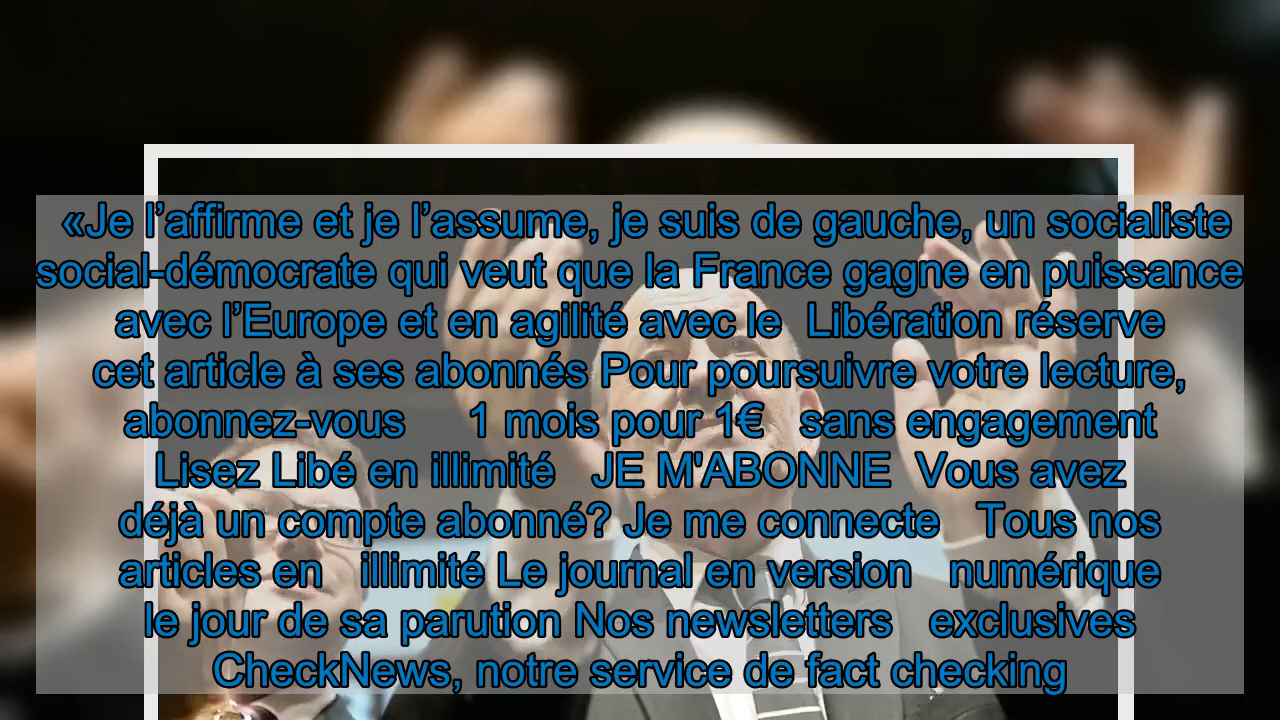 «Je l’affirme et je l’assume, je suis de gauche, un socialiste
social-démocrate qui veut que la France gagne en puissance
avec l’Europe et en agilité avec le Libération réserve
cet article à ses abonnés Pour poursuivre votre lecture,
abonnez-vous 1 mois pour 1€ sans engagement
Lisez Libé en illimité JE M'ABONNE Vous avez
déjà un compte abonné? Je me connecte Tous nos
articles en illimité Le journal en version numérique
le jour de sa parution Nos newsletters exclusives
CheckNews, notre service de fact checking